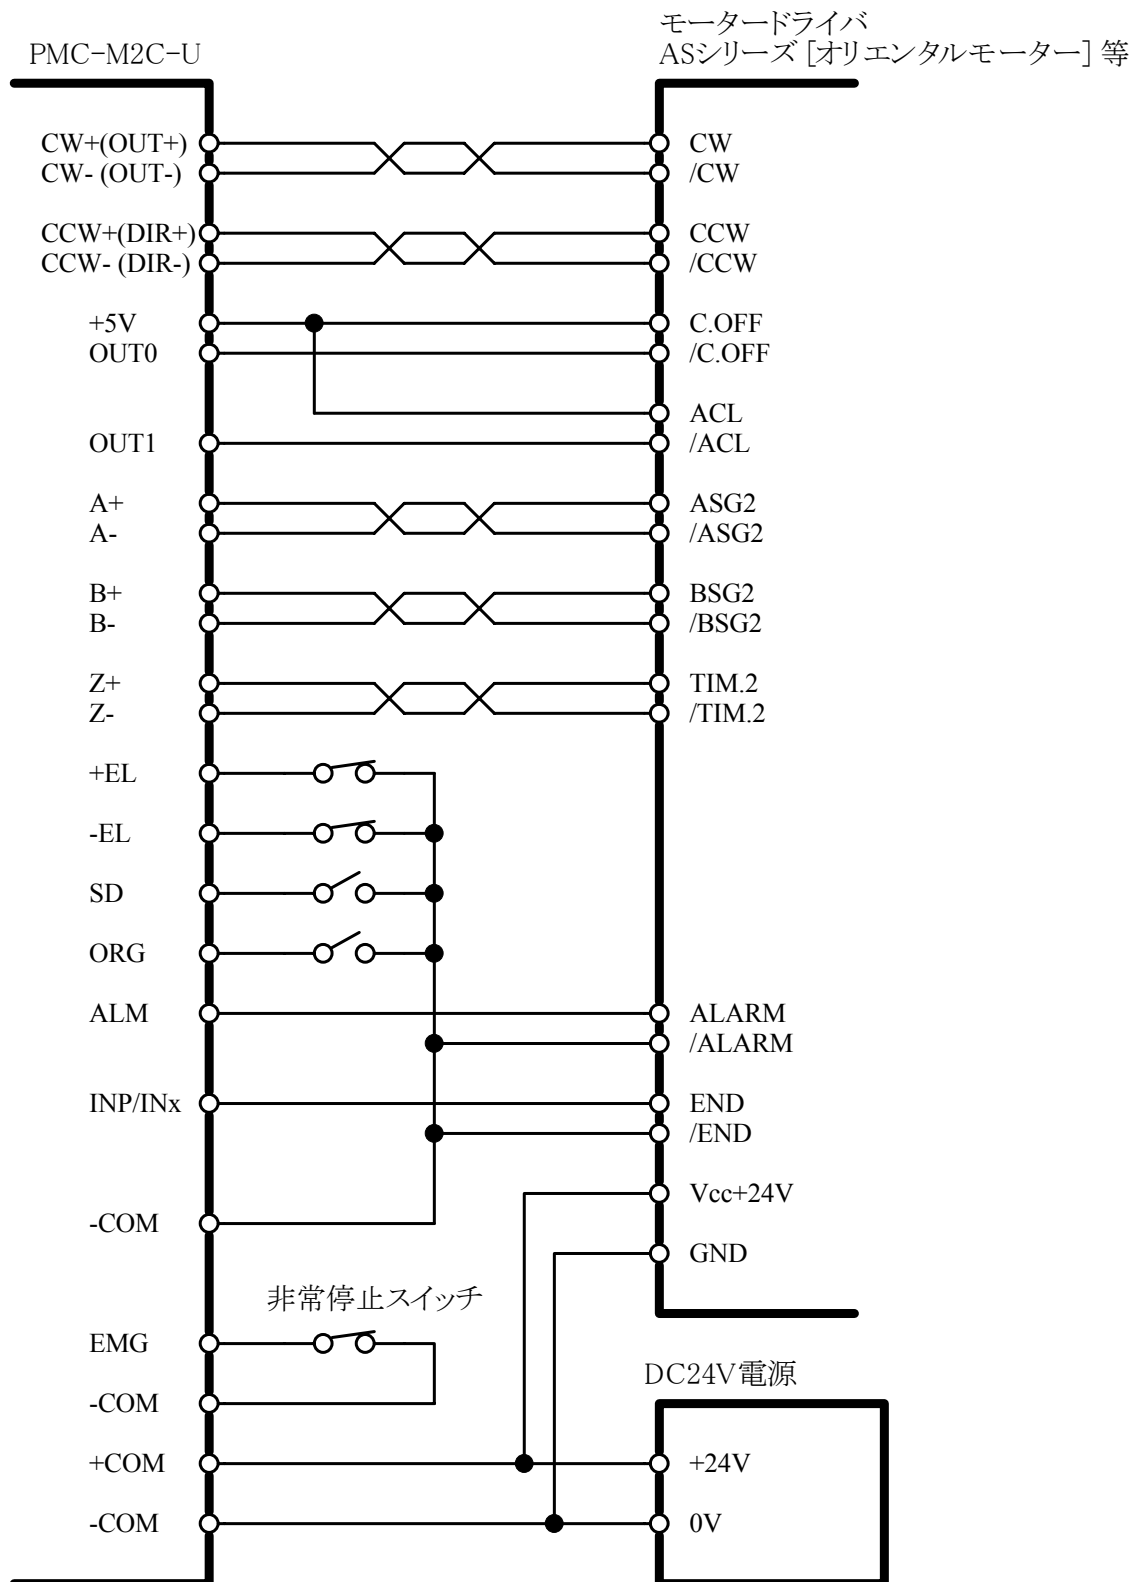 モータードライバ
PMC-M2C-U
ASシリーズ [オリエンタルモーター] 等
CW+(OUT+)
CW
CW- (OUT-)
/CW
CCW+(DIR+)
CCW
CCW- (DIR-)
/CCW
+5V
C.OFF
OUT0
/C.OFF
ACL
OUT1
/ACL
A+
ASG2
A-
/ASG2
B+
BSG2
B-
/BSG2
Z+
TIM.2
Z-
/TIM.2
+EL
-EL
SD
ORG
ALM
ALARM
/ALARM
INP/INx
END
/END
Vcc+24V
-COM
GND
非常停止スイッチ
EMG
DC24V電源
-COM
+COM
+24V
-COM
0V